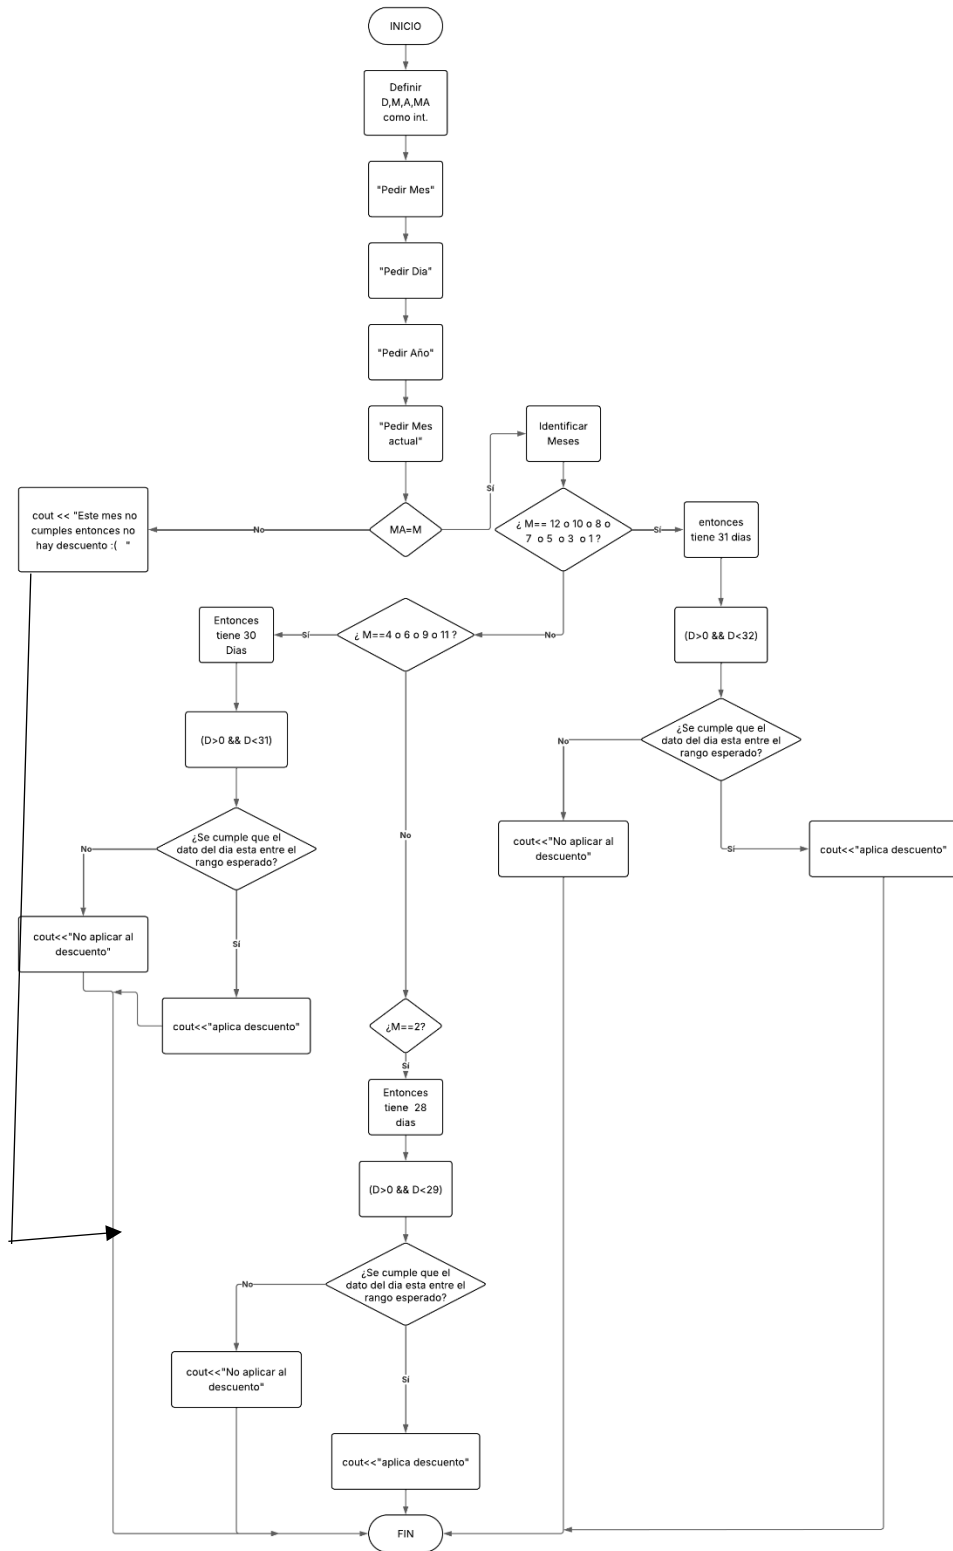 INICIO
Definir
D,M,A,MA
como int.
"Pedir Mes"
"Pedir Dia"
"Pedir Año"
"Pedir Mes
actual"
Identificar
Meses
Sí
cout << "Este mes no
cumples entonces no
hay descuento :( "
No
MA=M
¿ M== 12 o 10 o 8 o
7 o 5 o 3 o 1 ?
Sí
entonces
tiene 31 dias
Entonces
tiene 30
Dias
Sí
¿ M==4 o 6 o 9 o 11 ?
No
(D>0 && D<32)
(D>0 && D<31)
¿Se cumple que el
dato del dia esta entre el
rango esperado?
No
¿Se cumple que el
dato del dia esta entre el
rango esperado?
No
No
cout<<"No aplicar al
descuento"
Sí
cout<<"aplica descuento"
cout<<"No aplicar al
descuento"
Sí
cout<<"aplica descuento"
¿M==2?
Sí
Entonces
tiene 28
dias
(D>0 && D<29)
¿Se cumple que el
dato del dia esta entre el
rango esperado?
No
cout<<"No aplicar al
descuento"
Sí
cout<<"aplica descuento"
FIN